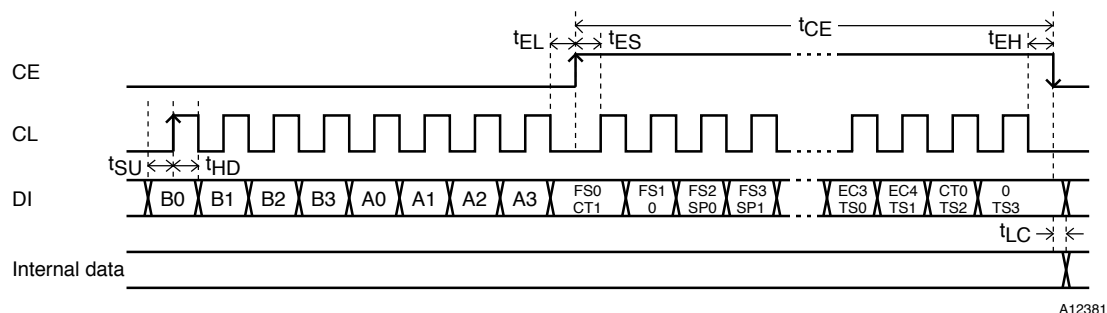 tCE
tEL tES tEH
CE
CL
tSU tHD
DI B0 B1 B2 B3 A0 A1 A2 A3 FS0 CT1 FS1 0 FS2 SP0 FS3 SP1 EC3 TS0 EC4 TS1 CT0 TS2 0 TS3
tLC
Internal data
A12381